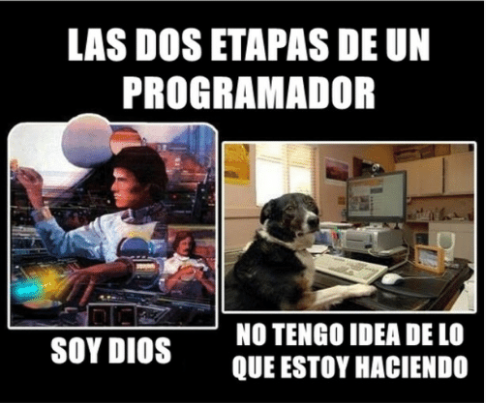 LAS DOS ETAPAS DE UN
PROGRAMADOR
SOY DIOS
NO TENGO IDEA DE LO
QUE ESTOY HACIENDO